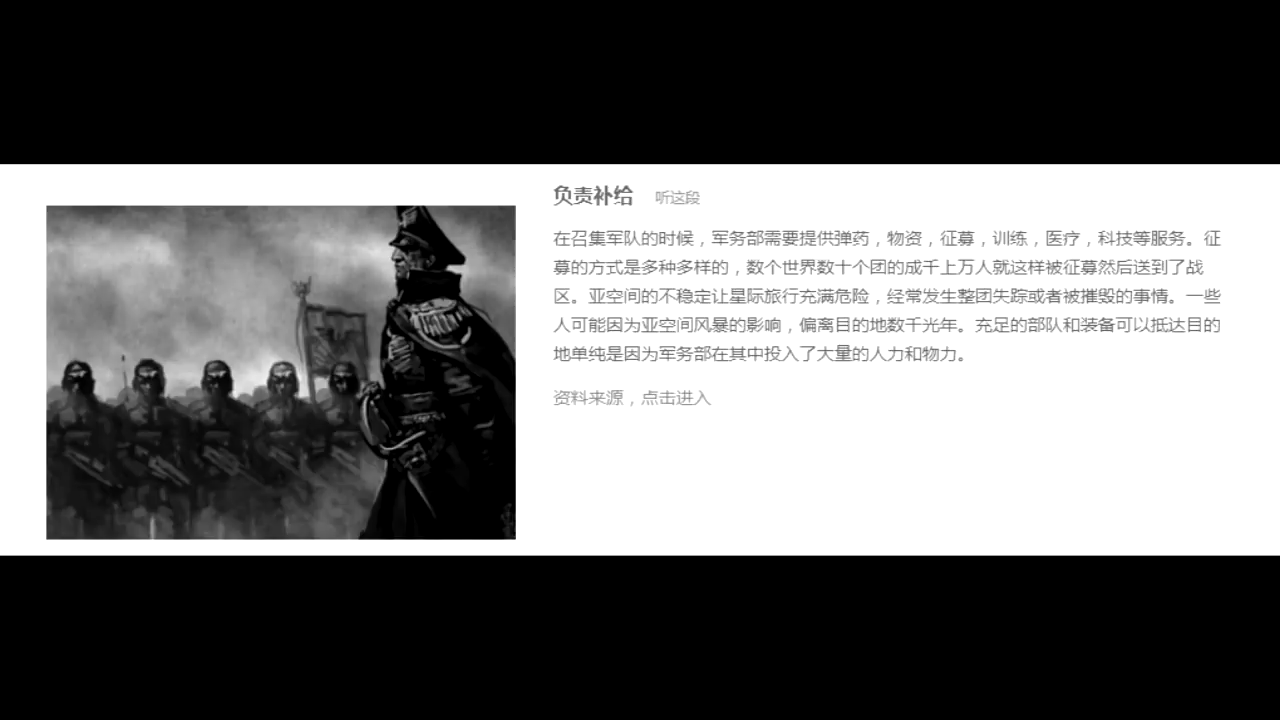 负责补给 听这段
在召集军队的时候，军务部需要提供弹药，物资，征募，训练，医疗，科技等服务。征
募的方式是多种多样的，数个世界数十个团的成千上万人就这样被征募然后送到了战
区。亚空间的不稳定让星际旅行充满危险，经常发生整团失踪或者被摧毁的事情。一些
人可能因为亚空间风暴的影响，偏离目的地数千光年。充足的部队和装备可以抵达目的
地单纯是因为军务部在其中投入了大量的人力和物力。
资料来源，点击进入